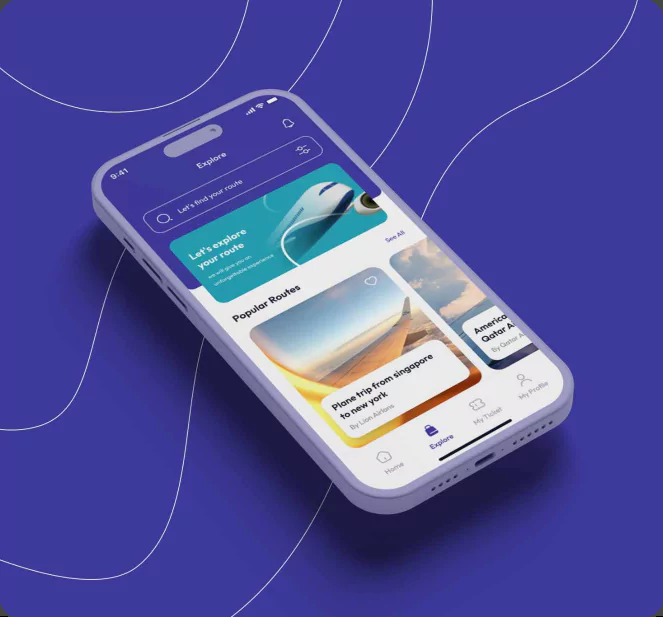 9:41
Explore
Let's find your route
Let's explore
your route
we will give you an
unforgettable experience
See All
Popular Routes
Plane trip from singapore
to new york
By Lion Airlans
America
Qatar A
By Qatar A
Home
Explore
My Ticket
My Profile